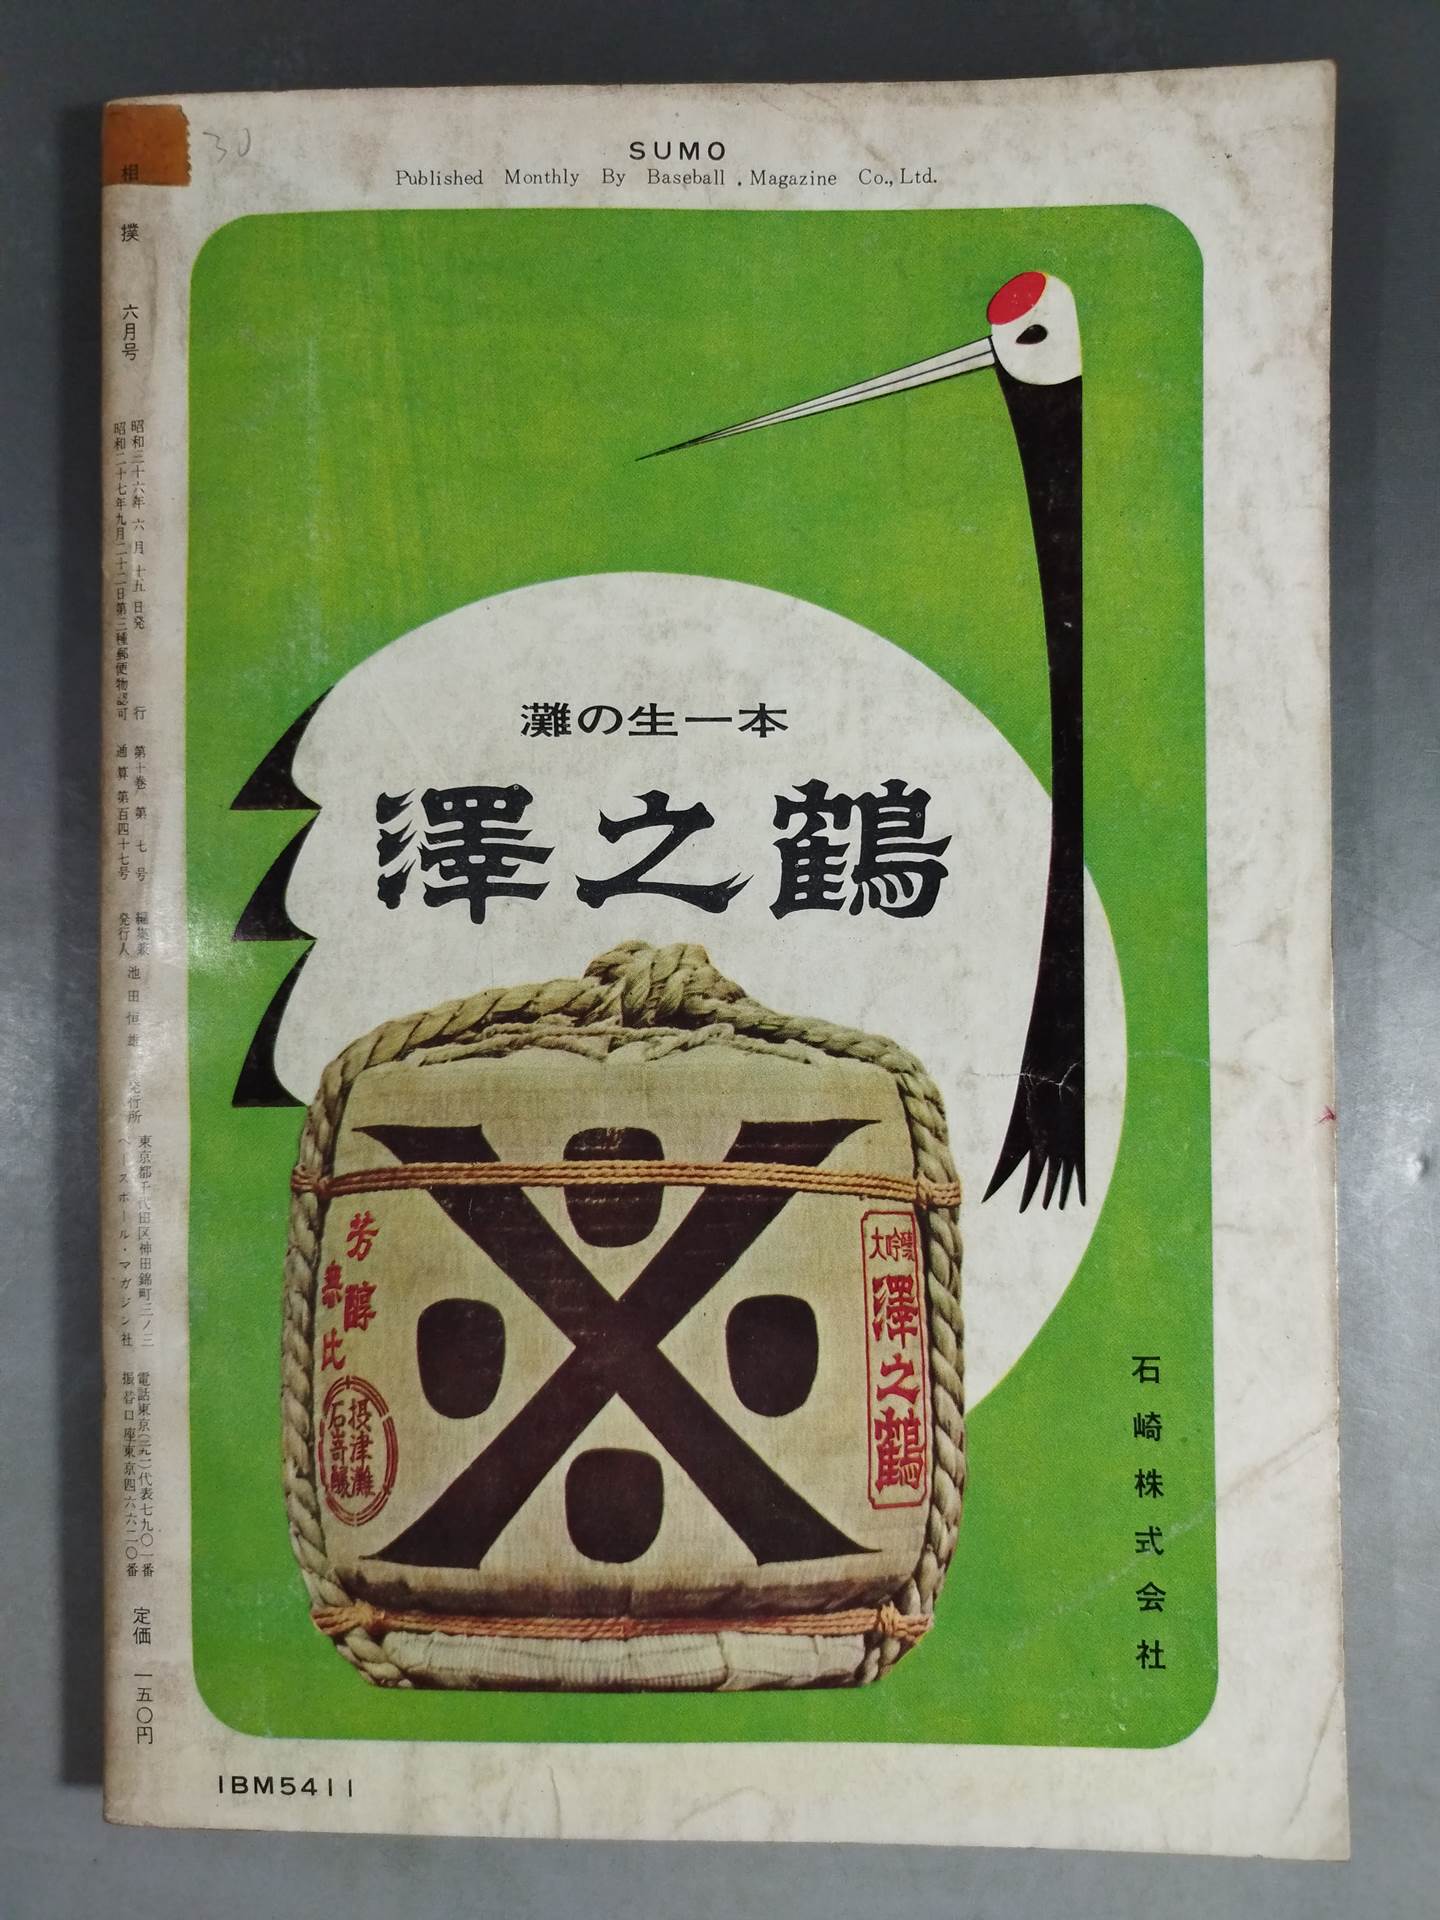 30
SUMO
Published Monthly By Baseball . Magazine Co., Ltd.
灘の生一本
澤之鶴
芳醇
無比
摂津灘
石﨑釀
大吟醸
澤之鶴
石崎株式会社
IBM5411
相撲 六月号
昭和三十六年六月十五日発行 第十巻 第七号
昭和二十七年九月二十二日第三種郵便物認可 通算第百四十七号
編集兼
発行人 池田恒雄
発行所 東京都千代田区神田錦町三ノ三
ベースボール・マガジン社
電話東京(二九一)代表七九〇一番
振替口座東京四六六二〇番
定価 一五〇円